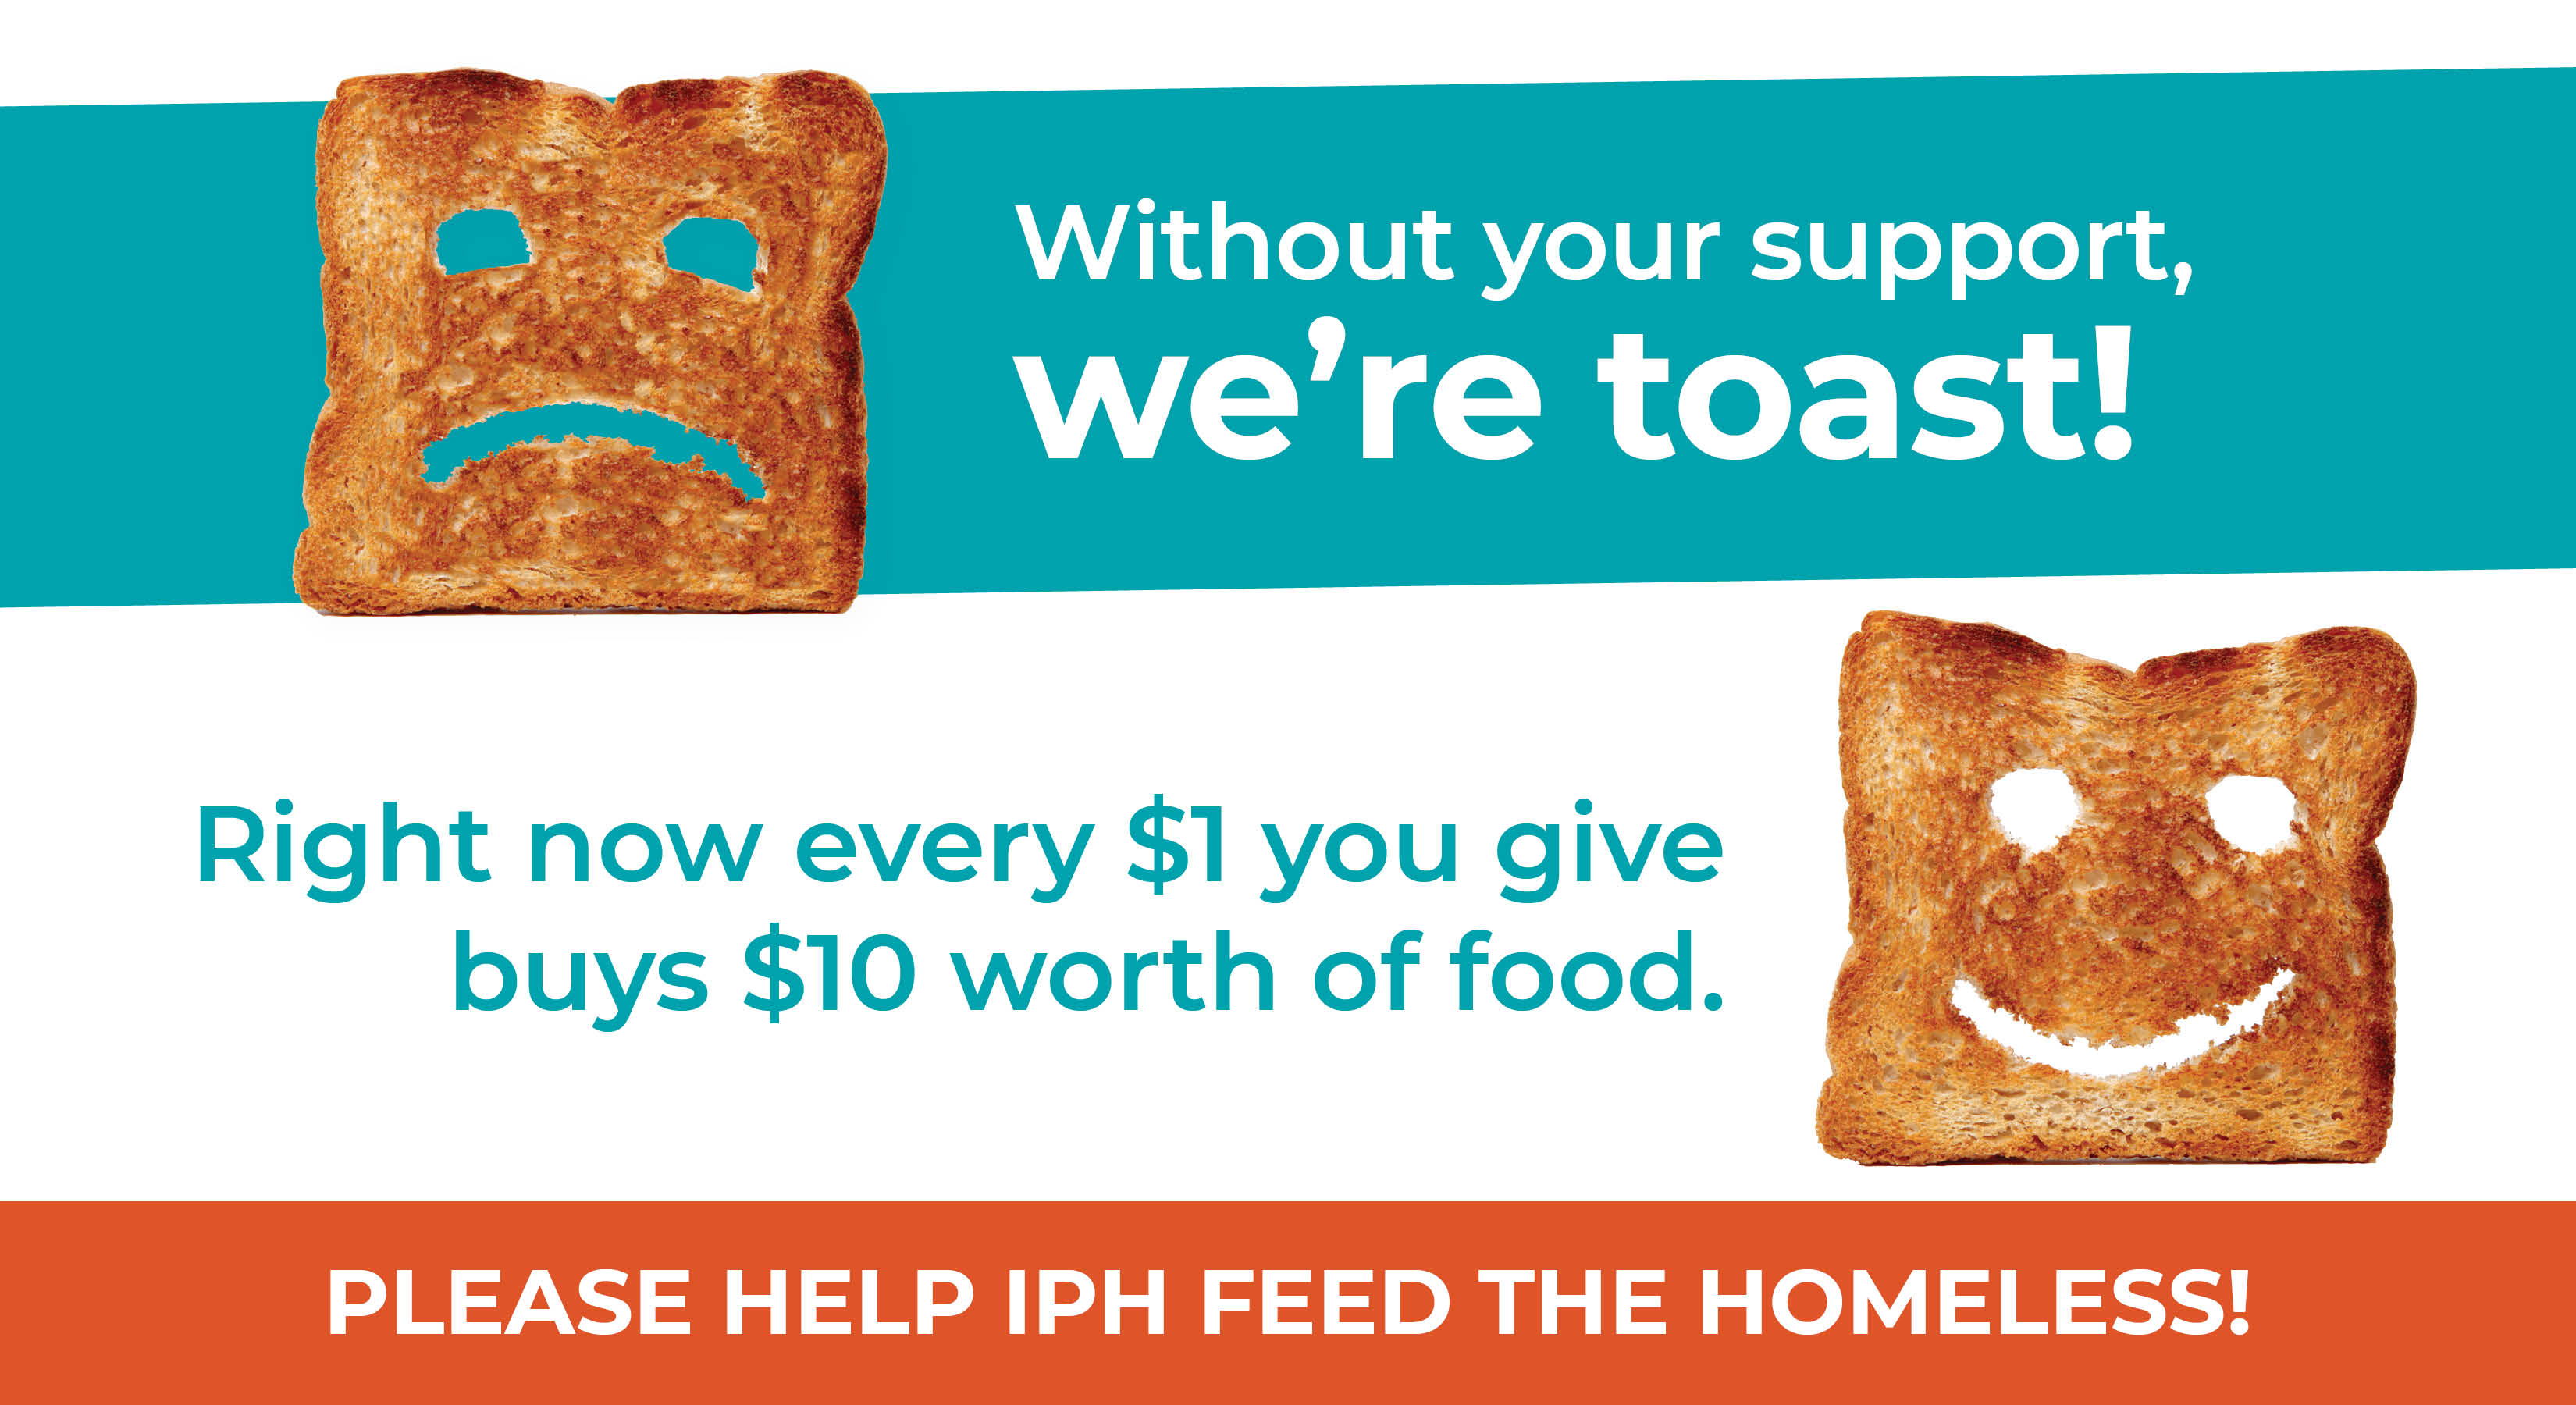 Without your support,
we're toast!
Right now every $1 you give
buys $10 worth of food.
PLEASE HELP IPH FEED THE HOMELESS!